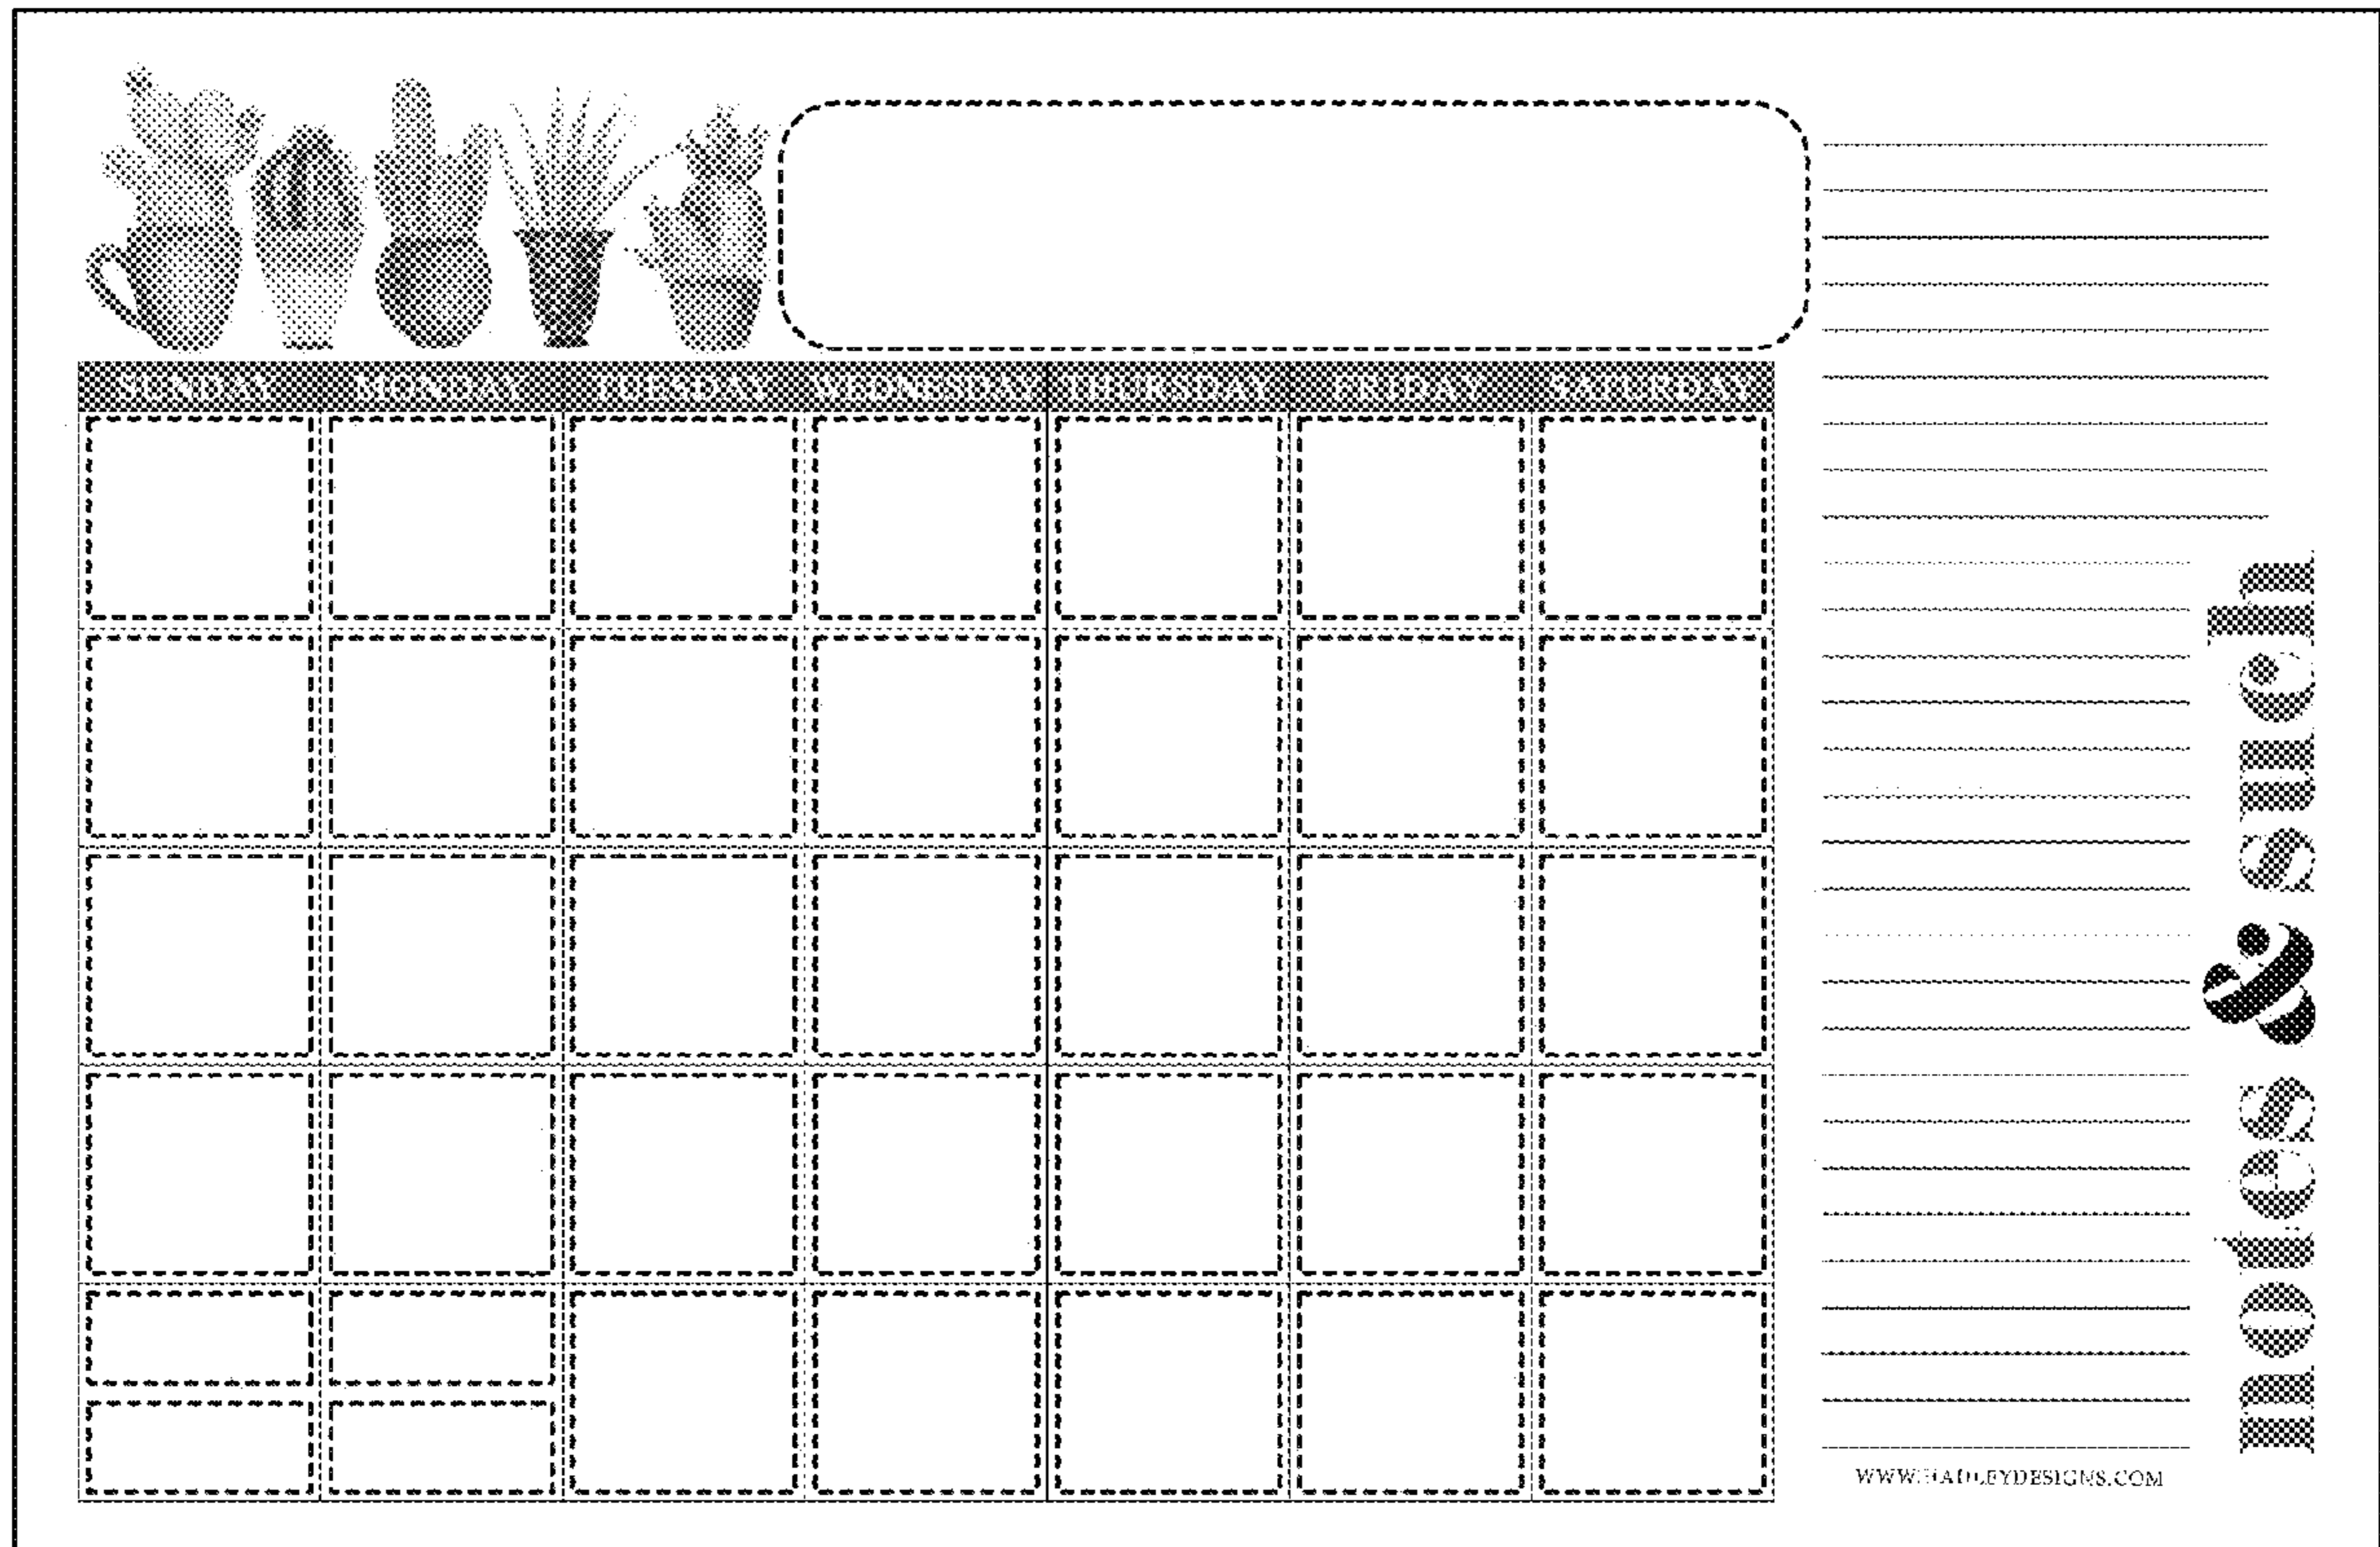 SUNDAY MONDAY TUESDAY WEDNESDAY THURSDAY FRIDAY SATURDAY
notes & such
WWW.HADLEYDESIGNS.COM